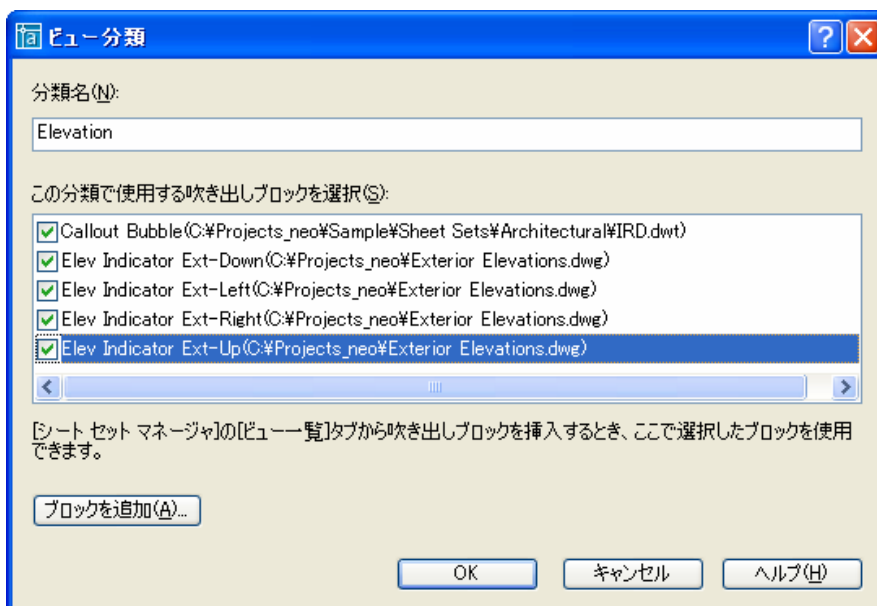 ビュー分類
分類名(N):
Elevation
この分類で使用する吹き出しブロックを選択(S):
Callout Bubble(C:¥Projects_neo¥Sample¥Sheet Sets¥Architectural¥IRD.dwt)
Elev Indicator Ext-Down(C:¥Projects_neo¥Exterior Elevations.dwg)
Elev Indicator Ext-Left(C:¥Projects_neo¥Exterior Elevations.dwg)
Elev Indicator Ext-Right(C:¥Projects_neo¥Exterior Elevations.dwg)
Elev Indicator Ext-Up(C:¥Projects_neo¥Exterior Elevations.dwg)
[シート セット マネージャ]の[ビュー一覧]タブから吹き出しブロックを挿入するとき、ここで選択したブロックを使用
できます。
ブロックを追加(A)...
OK キャンセル ヘルプ(H)